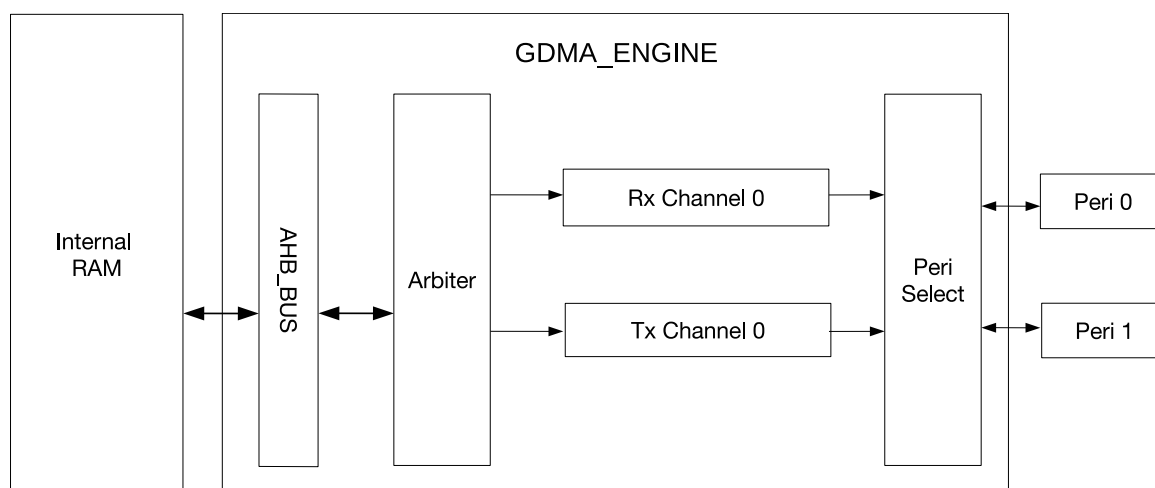 GDMA_ENGINE
Internal
RAM
AHB_BUS
Arbiter
Rx Channel 0
Tx Channel 0
Peri
Select
Peri 0
Peri 1